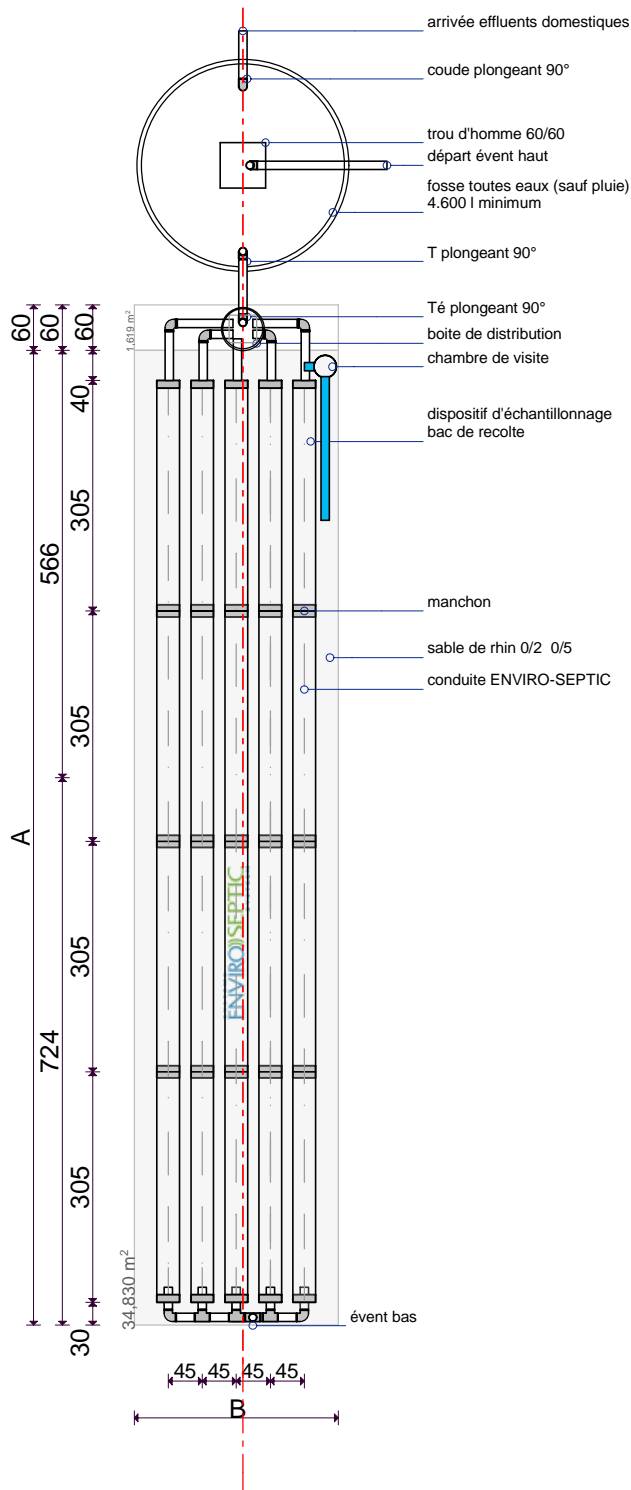 arrivée effluents domestiques
coude plongeant 90°
trou d'homme 60/60
départ évent haut
fosse toutes eaux (sauf pluie)
4.600 l minimum
T plongeant 90°
Té plongeant 90°
boite de distribution
chambre de visite
dispositif d'échantillonnage
bac de recolte
manchon
sable de rhin 0/2 0/5
conduite ENVIRO-SEPTIC
évent bas
60
60
60
1,619 m²
40
305
566
305
A
305
724
305
30
ENVIRO))SEPTIC
34,830 m²
45
45
45
45
B